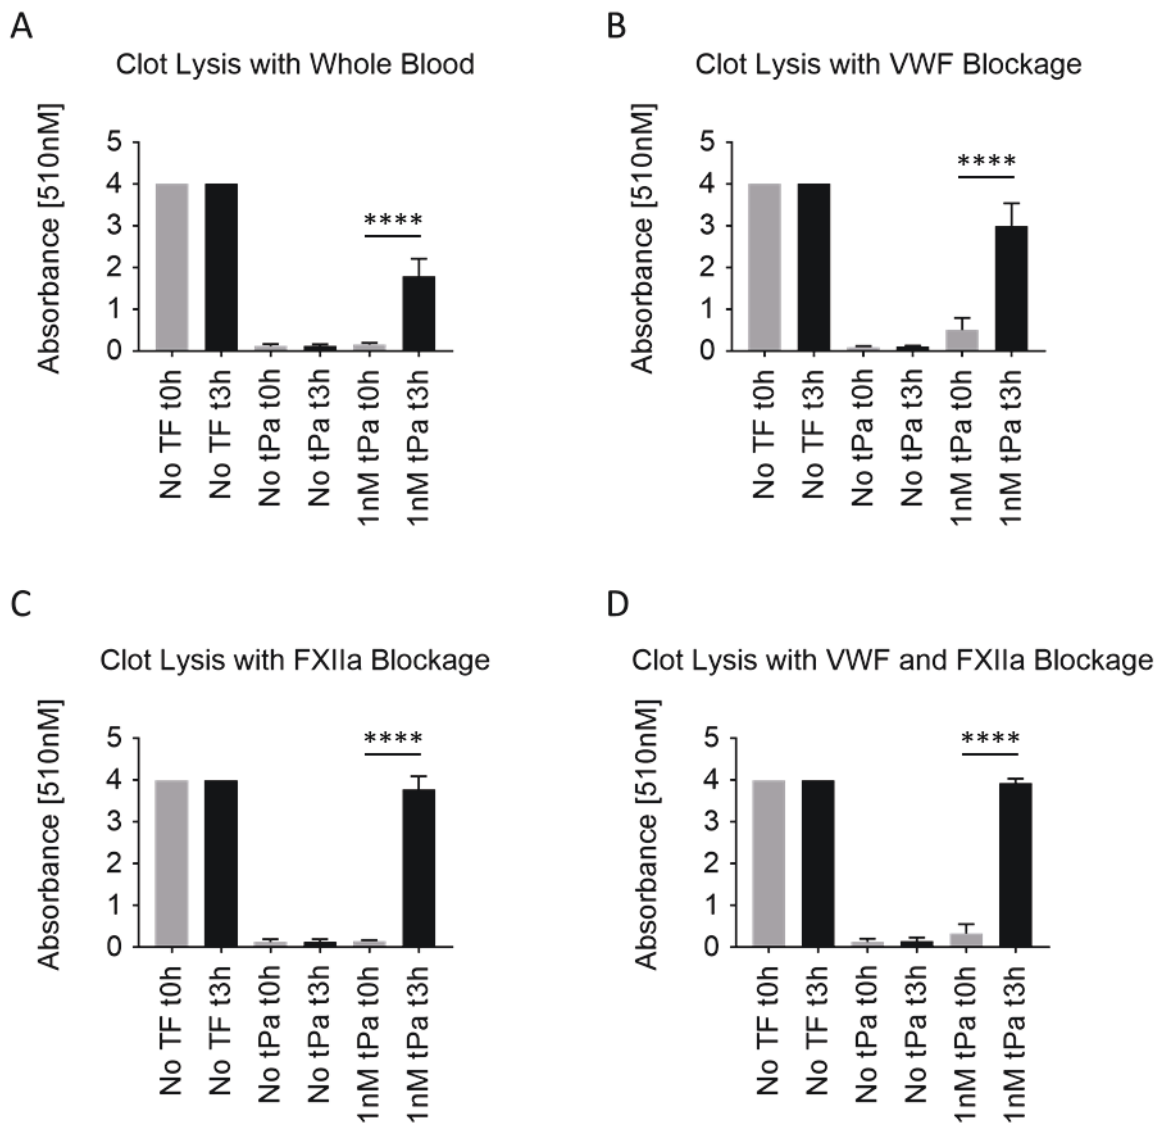 A
Clot Lysis with Whole Blood
Absorbance [510nM]
5
4
3
2
1
0
****
No TF t0h
No TF t3h
No tPa t0h
No tPa t3h
1nM tPa t0h
1nM tPa t3h
B
Clot Lysis with VWF Blockage
Absorbance [510nM]
5
4
3
2
1
0
****
No TF t0h
No TF t3h
No tPa t0h
No tPa t3h
1nM tPa t0h
1nM tPa t3h
C
Clot Lysis with FXIIa Blockage
Absorbance [510nM]
5
4
3
2
1
0
****
No TF t0h
No TF t3h
No tPa t0h
No tPa t3h
1nM tPa t0h
1nM tPa t3h
D
Clot Lysis with VWF and FXIIa Blockage
Absorbance [510nM]
5
4
3
2
1
0
****
No TF t0h
No TF t3h
No tPa t0h
No tPa t3h
1nM tPa t0h
1nM tPa t3h